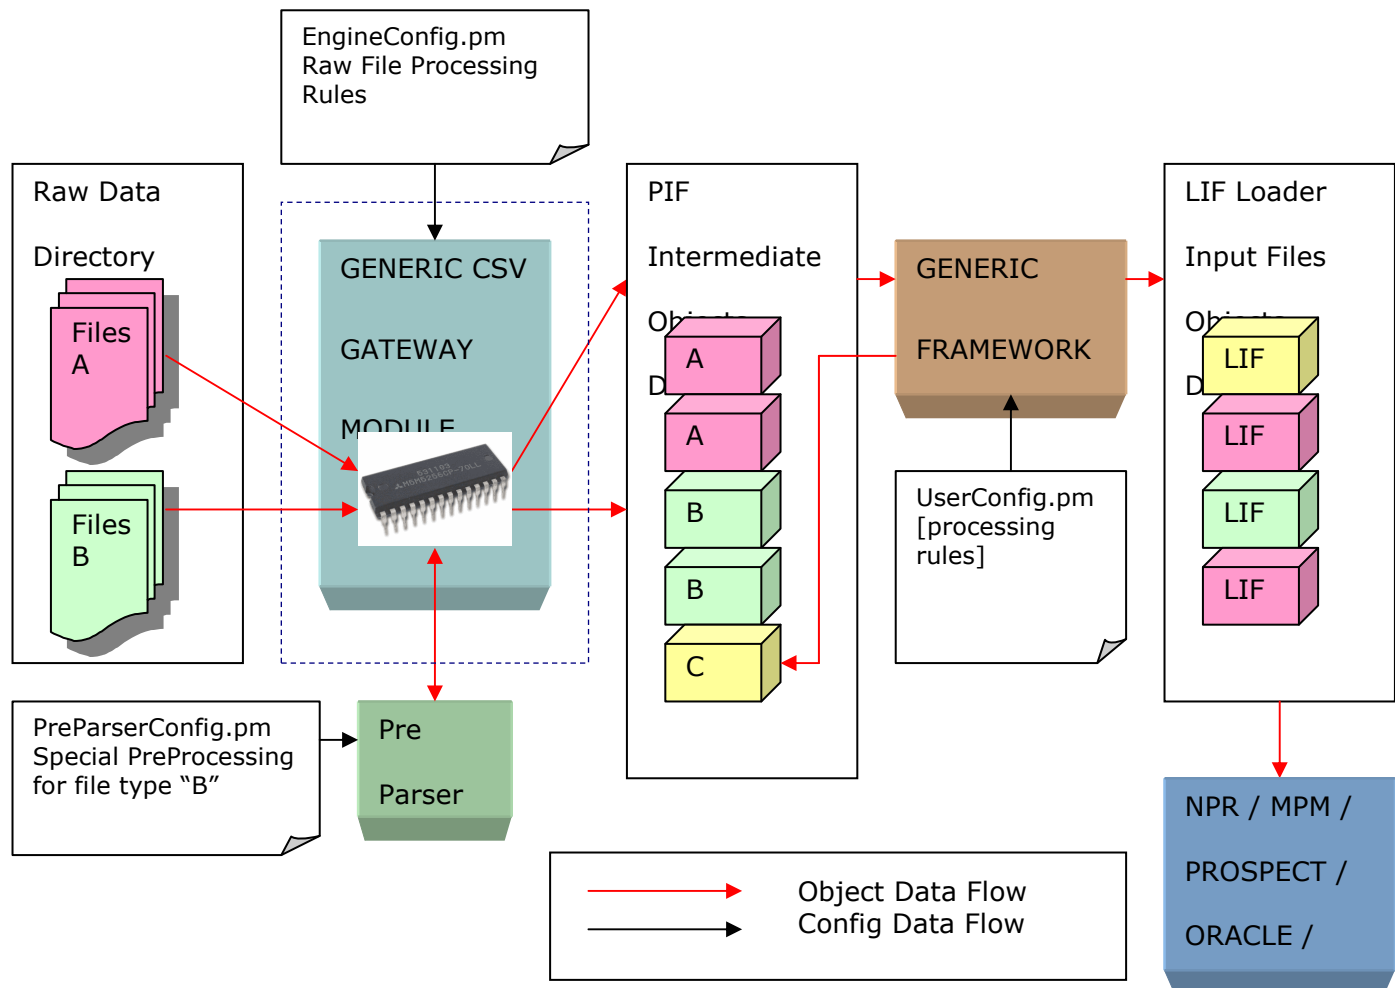 EngineConfig.pm
Raw File Processing
Rules
Raw Data
Directory
Files
A
Files
B
GENERIC CSV
GATEWAY
MODULE
PIF
Intermediate
Objects
A
A
B
B
C
GENERIC
FRAMEWORK
UserConfig.pm
[processing
rules]
LIF Loader
Input Files
Objects
LIF
LIF
LIF
LIF
PreParserConfig.pm
Special PreProcessing
for file type “B”
Pre
Parser
Object Data Flow
Config Data Flow
NPR / MPM /
PROSPECT /
ORACLE /